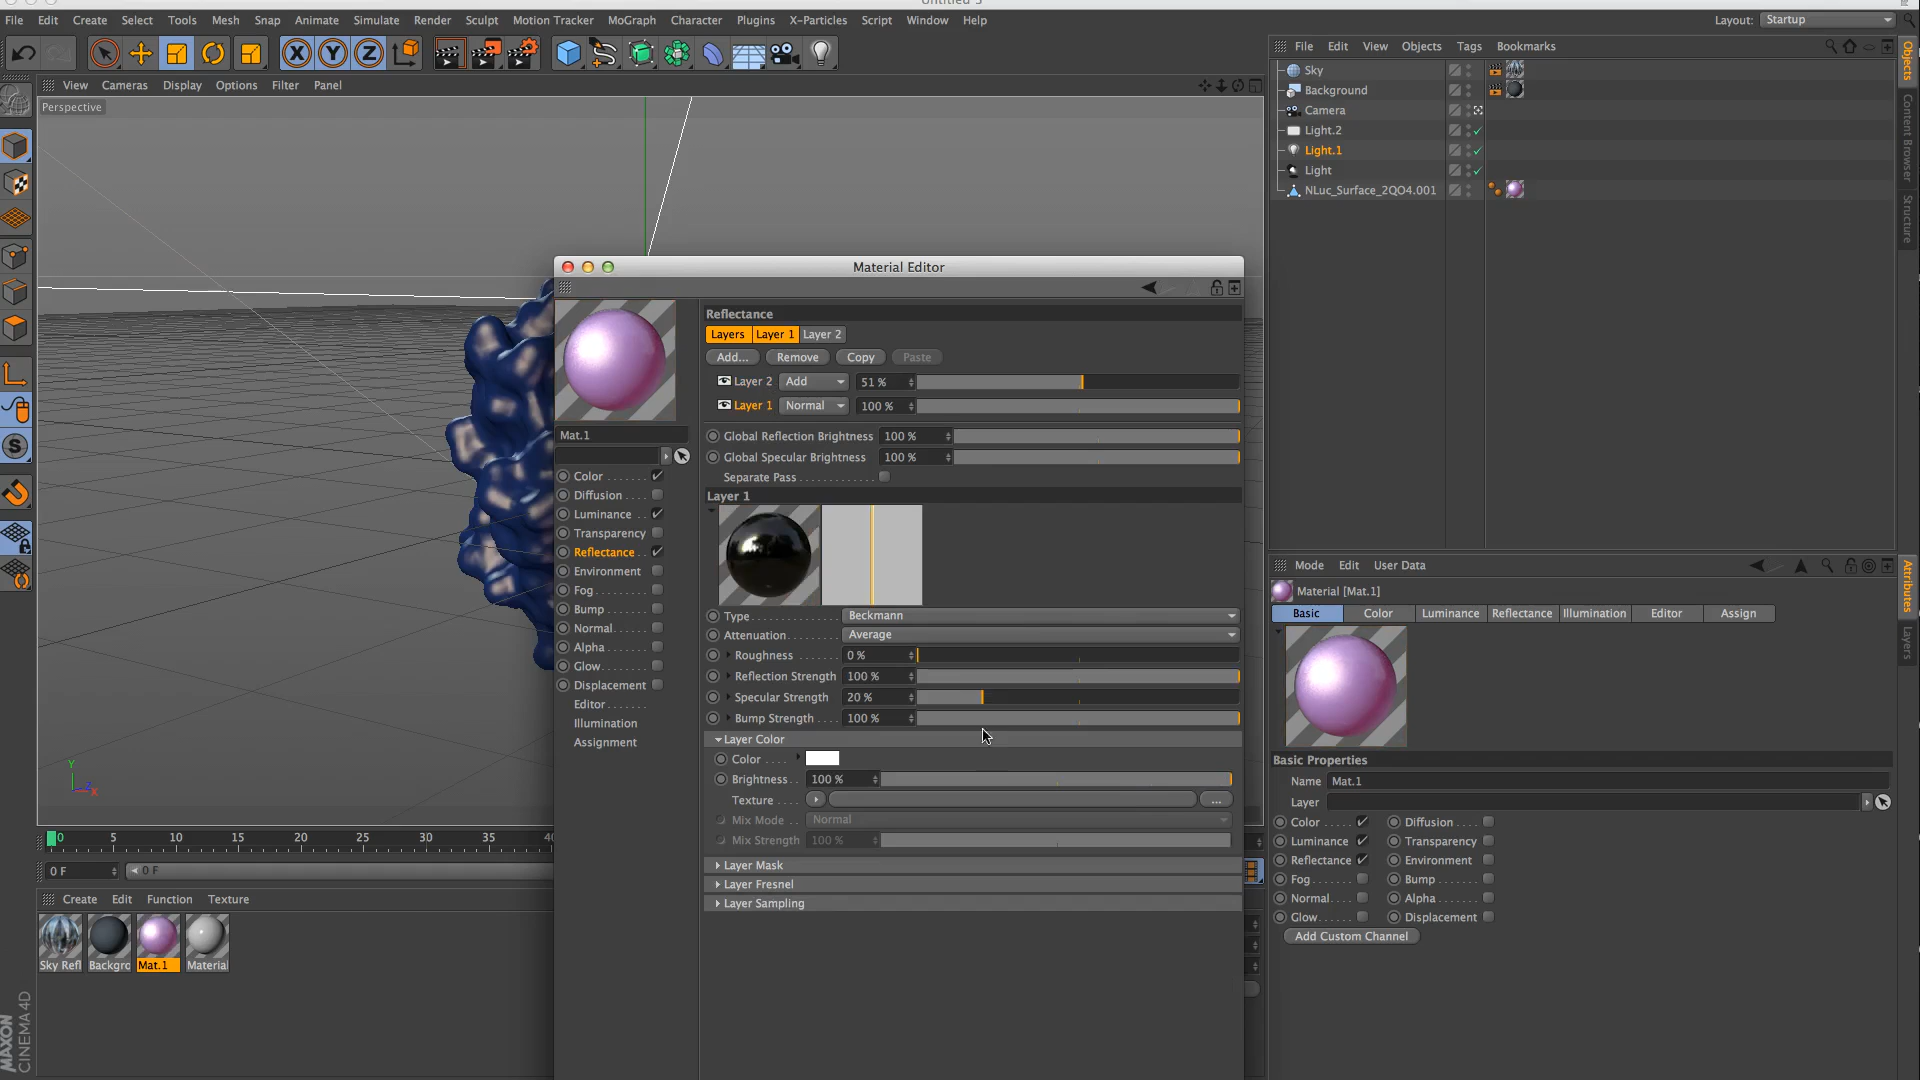 Untitled 3
File Edit Create Select Tools Mesh Snap Animate Simulate Render Sculpt Motion Tracker MoGraph Character Plugins X-Particles Script Window Help
Layout: Startup
X Y Z
View Cameras Display Options Filter Panel
Perspective
File Edit View Objects Tags Bookmarks
Sky
Background
Camera
Light.2
Light.1
Light
NLuc_Surface_2QO4.001
Objects
Content Browser
Structure
Material Editor
Reflectance
Layers Layer 1 Layer 2
Add... Remove Copy Paste
Layer 2 Add 51 %
Layer 1 Normal 100 %
Global Reflection Brightness 100 %
Global Specular Brightness 100 %
Separate Pass . . . . . . . . . . . .
Layer 1
Mat.1
Color . . . . . . .
Diffusion . . . .
Luminance . .
Transparency
Reflectance . .
Environment
Fog . . . . . . . .
Bump . . . . . .
Normal . . . . .
Alpha . . . . . .
Glow . . . . . . .
Displacement
Editor . . . . . . .
Illumination
Assignment
Type . . . . . . . . . . . . Beckmann
Attenuation . . . . . . . Average
Roughness . . . . . . . 0 %
Reflection Strength 100 %
Specular Strength 20 %
Bump Strength . . . . 100 %
Layer Color
Color . . . .
Brightness . . 100 %
Texture . . . . ...
Mix Mode . . Normal
Mix Strength 100 %
Layer Mask
Layer Fresnel
Layer Sampling
Y
Z
X
0 5 10 15 20 25 30 35 40
0 F 0 F
Create Edit Function Texture
Sky Refl Backgro Mat.1 Material
MAXON
CINEMA 4D
Mode Edit User Data
Material [Mat.1]
Basic Color Luminance Reflectance Illumination Editor Assign
Basic Properties
Name Mat.1
Layer
Color . . . . . . Diffusion . . . . .
Luminance . Transparency
Reflectance . Environment
Fog . . . . . . . Bump . . . . . . .
Normal . . . . Alpha . . . . . . .
Glow . . . . . . Displacement
Add Custom Channel
Attributes
Layers